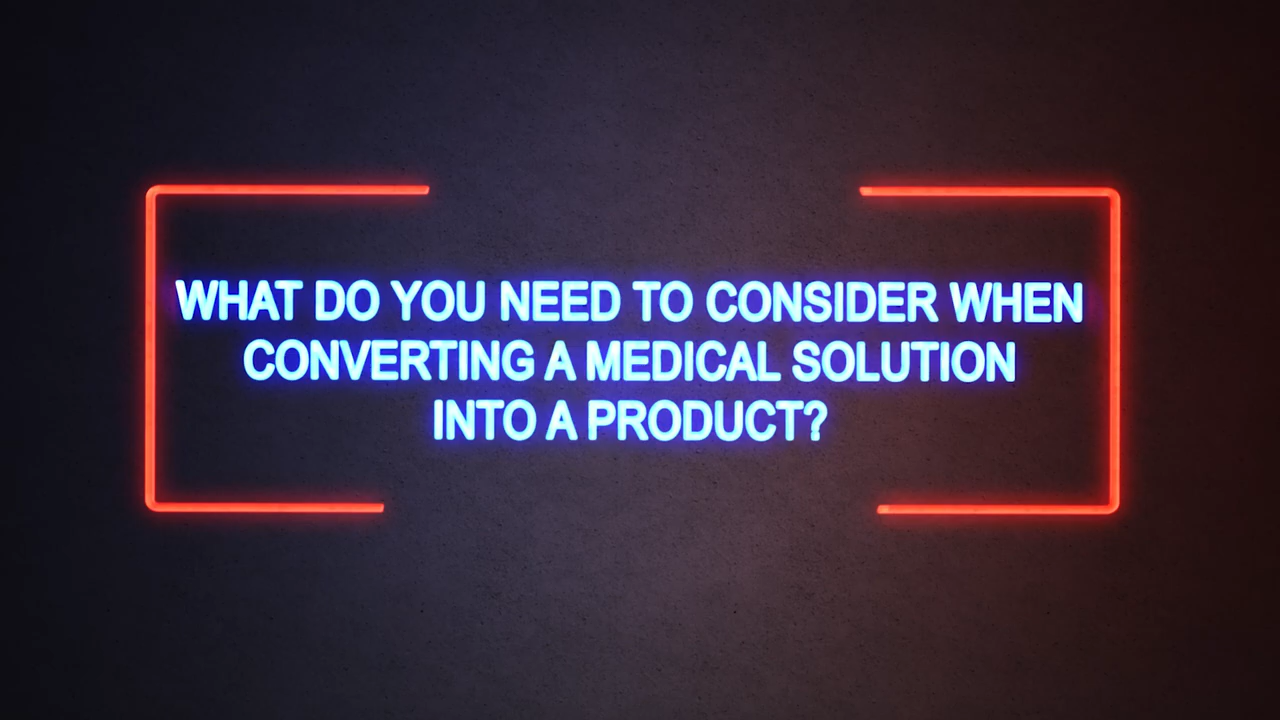 WHAT DO YOU NEED TO CONSIDER WHEN
CONVERTING A MEDICAL SOLUTION
INTO A PRODUCT?